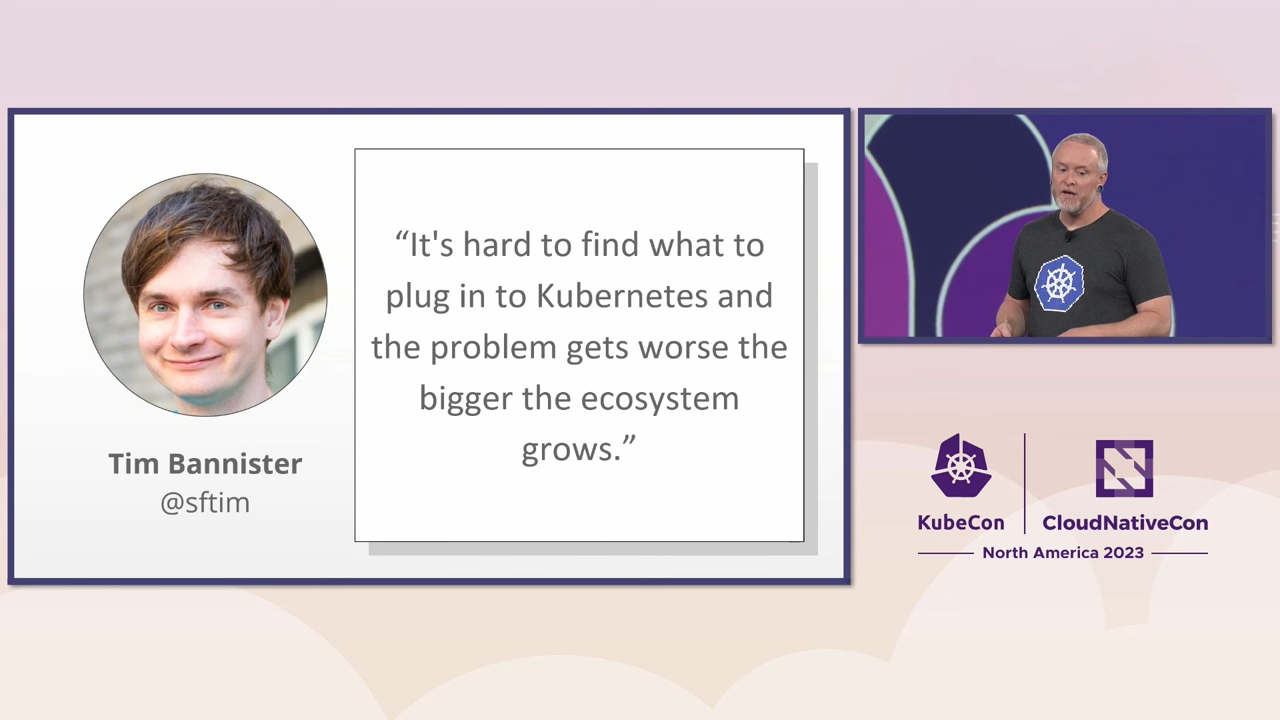 “It's hard to find what to
plug in to Kubernetes and
the problem gets worse the
bigger the ecosystem
grows.”
Tim Bannister
@sftim
KubeCon
CloudNativeCon
North America 2023